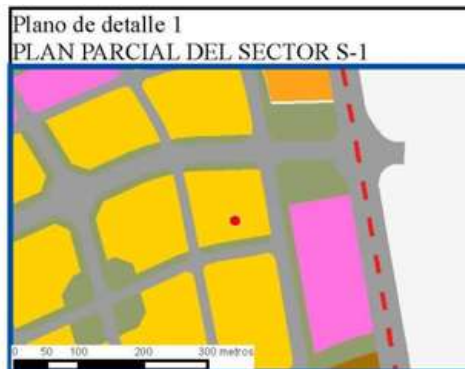 Plano de detalle 1
PLAN PARCIAL DEL SECTOR S-1
0 50 100 200 300 metros